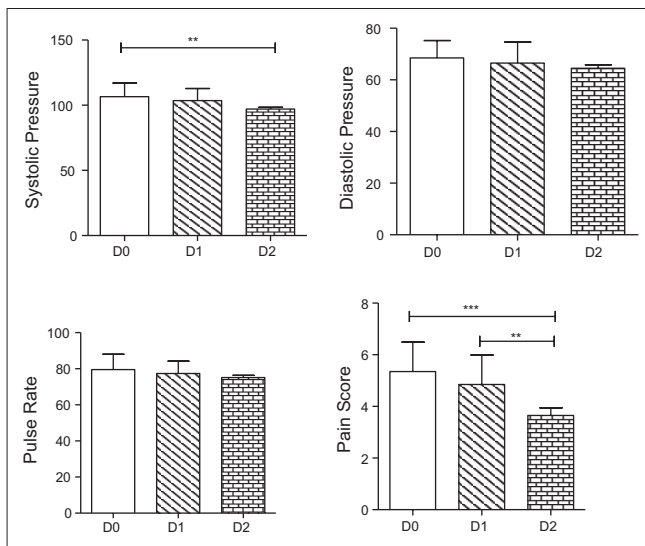 Systolic Pressure
150
100
50
0
**
D0 D1 D2
Diastolic Pressure
80
60
40
20
0
D0 D1 D2
Pulse Rate
100
80
60
40
20
0
D0 D1 D2
Pain Score
8
6
4
2
0
***
**
D0 D1 D2